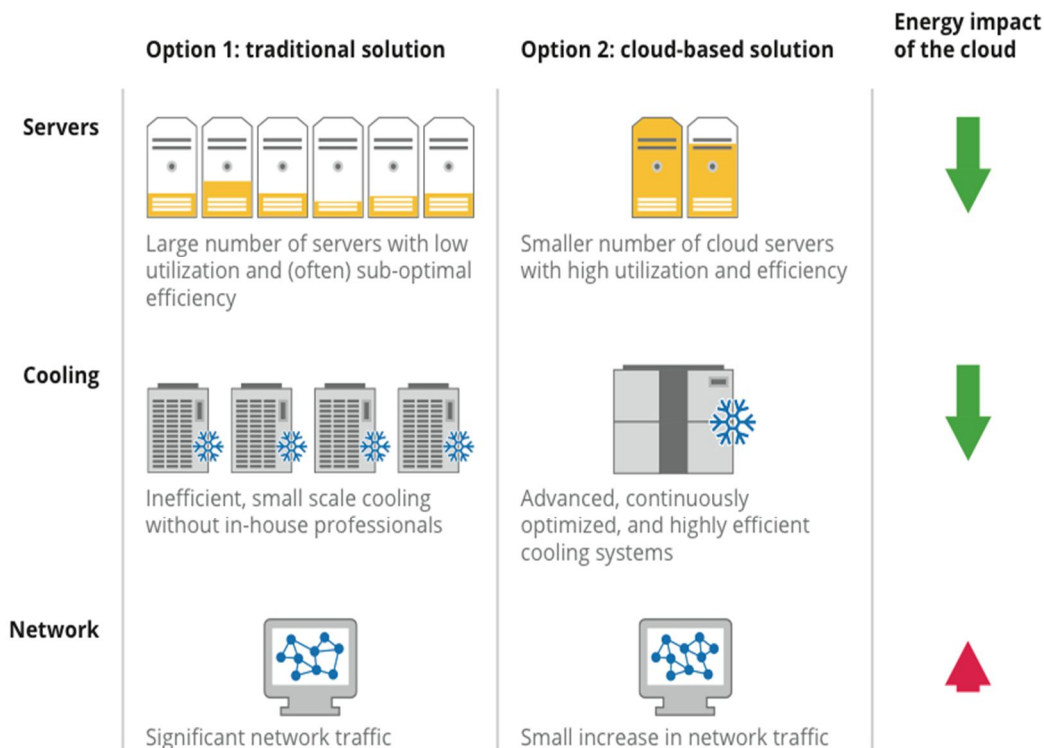 Option 1: traditional solution
Option 2: cloud-based solution
Energy impact
of the cloud
Servers
Large number of servers with low
utilization and (often) sub-optimal
efficiency
Smaller number of cloud servers
with high utilization and efficiency
Cooling
Inefficient, small scale cooling
without in-house professionals
Advanced, continuously
optimized, and highly efficient
cooling systems
Network
Significant network traffic
Small increase in network traffic